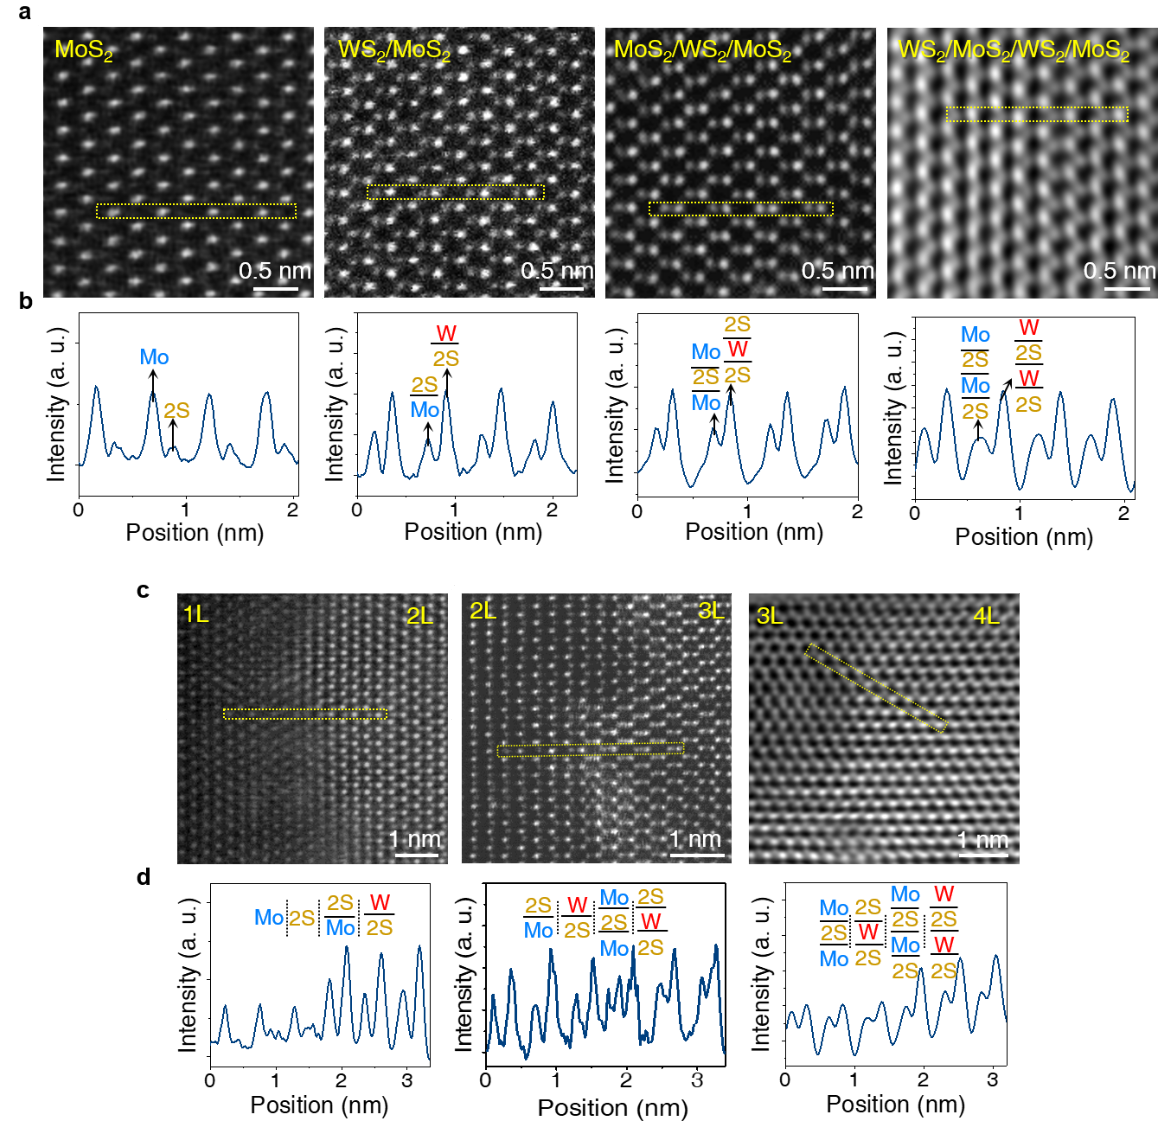 a
MoS2 WS2/MoS2 MoS2/WS2/MoS2 WS2/MoS2/WS2/MoS2
0.5 nm 0.5 nm 0.5 nm 0.5 nm
b
Intensity (a. u.)
Mo
2S
0 1 2
Position (nm)
Intensity (a. u.)
W
2S
2S
Mo
0 1 2
Position (nm)
Intensity (a. u.)
2S
Mo W
2S 2S
Mo
0 1 2
Position (nm)
Intensity (a. u.)
Mo W
2S 2S
Mo W
2S 2S
0 1 2
Position (nm)
c
1L 2L 2L 3L 3L 4L
1 nm 1 nm 1 nm
d
Intensity (a. u.)
2S W
Mo 2S Mo 2S
0 1 2 3
Position (nm)
Intensity (a. u.)
Mo 2S
2S W 2S W
Mo 2S Mo 2S
0 1 2 3
Position (nm)
Intensity (a. u.)
Mo W
Mo 2S 2S 2S
2S W Mo W
Mo 2S 2S 2S
0 1 2 3
Position (nm)